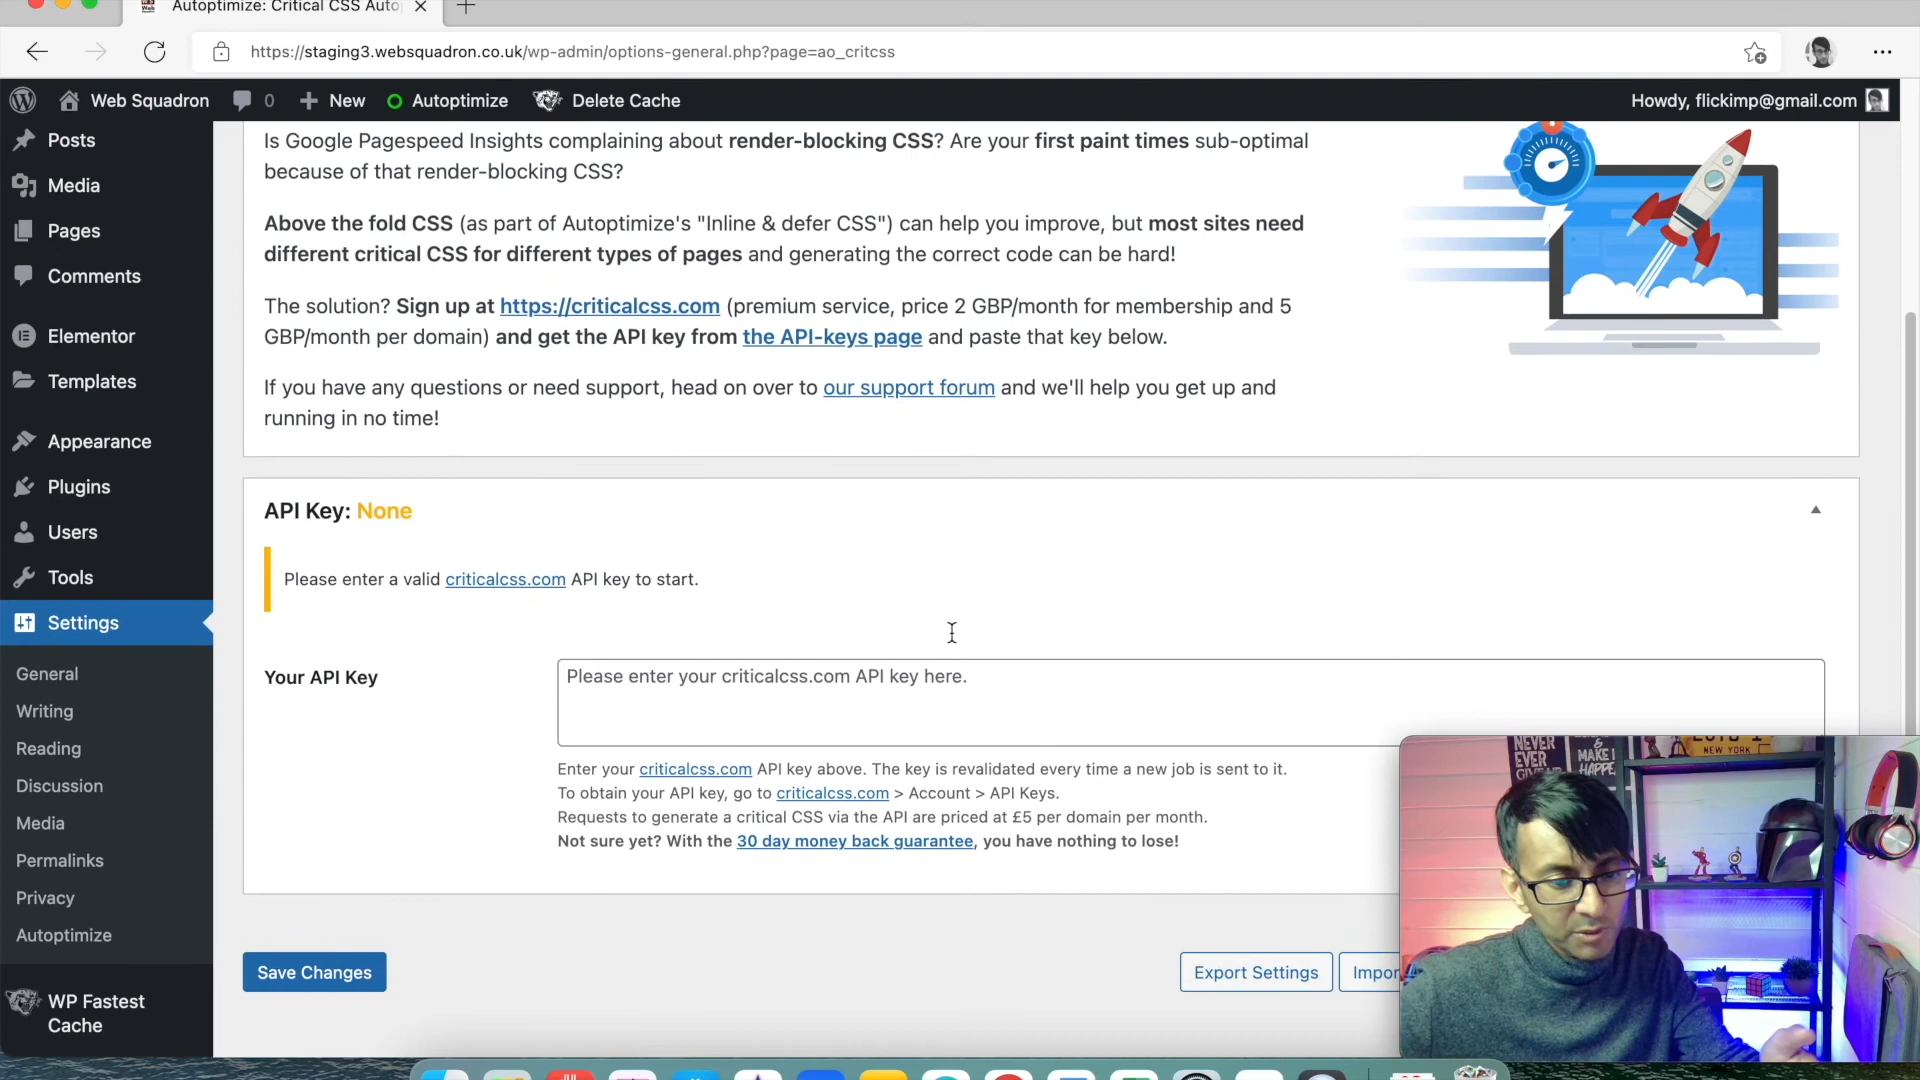 Autoptimize: Critical CSS Auto
https://staging3.websquadron.co.uk/wp-admin/options-general.php?page=ao_critcss
Web Squadron
0
New
Autoptimize
Delete Cache
Howdy, flickimp@gmail.com
Posts
Media
Pages
Comments
Elementor
Templates
Appearance
Plugins
Users
Tools
Settings
General
Writing
Reading
Discussion
Media
Permalinks
Privacy
Autoptimize
WP Fastest
Cache
Is Google Pagespeed Insights complaining about render-blocking CSS? Are your first paint times sub-optimal
because of that render-blocking CSS?
Above the fold CSS (as part of Autoptimize's "Inline & defer CSS") can help you improve, but most sites need
different critical CSS for different types of pages and generating the correct code can be hard!
The solution? Sign up at https://criticalcss.com (premium service, price 2 GBP/month for membership and 5
GBP/month per domain) and get the API key from the API-keys page and paste that key below.
If you have any questions or need support, head on over to our support forum and we'll help you get up and
running in no time!
API Key: None
Please enter a valid criticalcss.com API key to start.
Your API Key
Please enter your criticalcss.com API key here.
Enter your criticalcss.com API key above. The key is revalidated every time a new job is sent to it.
To obtain your API key, go to criticalcss.com > Account > API Keys.
Requests to generate a critical CSS via the API are priced at £5 per domain per month.
Not sure yet? With the 30 day money back guarantee, you have nothing to lose!
Save Changes
Export Settings
Impor
NEVER
EVER
GIVE UP
MAKE
HAPPE
NEW YORK